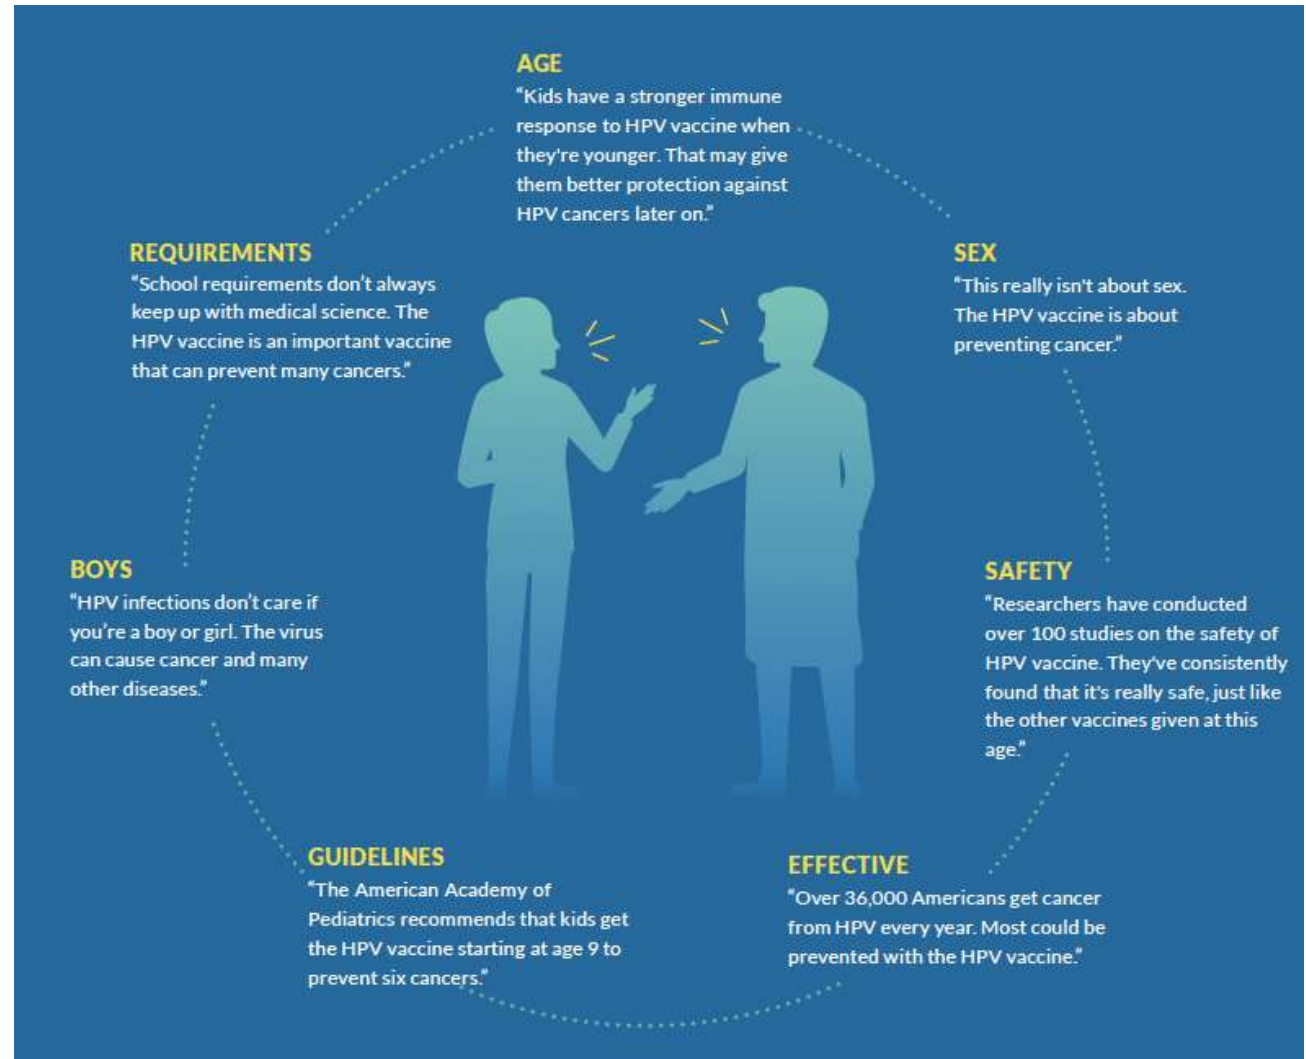 AGE
"Kids have a stronger immune
response to HPV vaccine when
they're younger. That may give
them better protection against
HPV cancers later on."
SEX
"This really isn't about sex.
The HPV vaccine is about
preventing cancer."
SAFETY
"Researchers have conducted
over 100 studies on the safety of
HPV vaccine. They've consistently
found that it's really safe, just like
the other vaccines given at this
age."
EFFECTIVE
"Over 36,000 Americans get cancer
from HPV every year. Most could be
prevented with the HPV vaccine."
GUIDELINES
"The American Academy of
Pediatrics recommends that kids get
the HPV vaccine starting at age 9 to
prevent six cancers."
BOYS
"HPV infections don't care if
you're a boy or girl. The virus
can cause cancer and many
other diseases."
REQUIREMENTS
"School requirements don't always
keep up with medical science. The
HPV vaccine is an important vaccine
that can prevent many cancers."